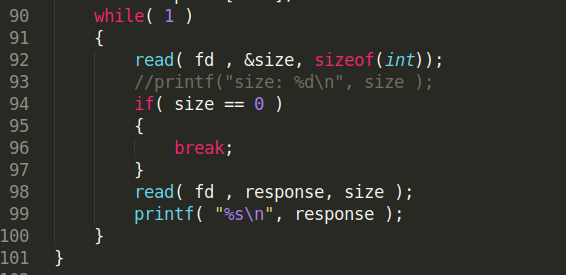 90 while( 1 )
91 {
92 read( fd , &size, sizeof(int));
93 //printf("size: %d\n", size );
94 if( size == 0 )
95 {
96 break;
97 }
98 read( fd , response, size );
99 printf( "%s\n", response );
100 }
101 }